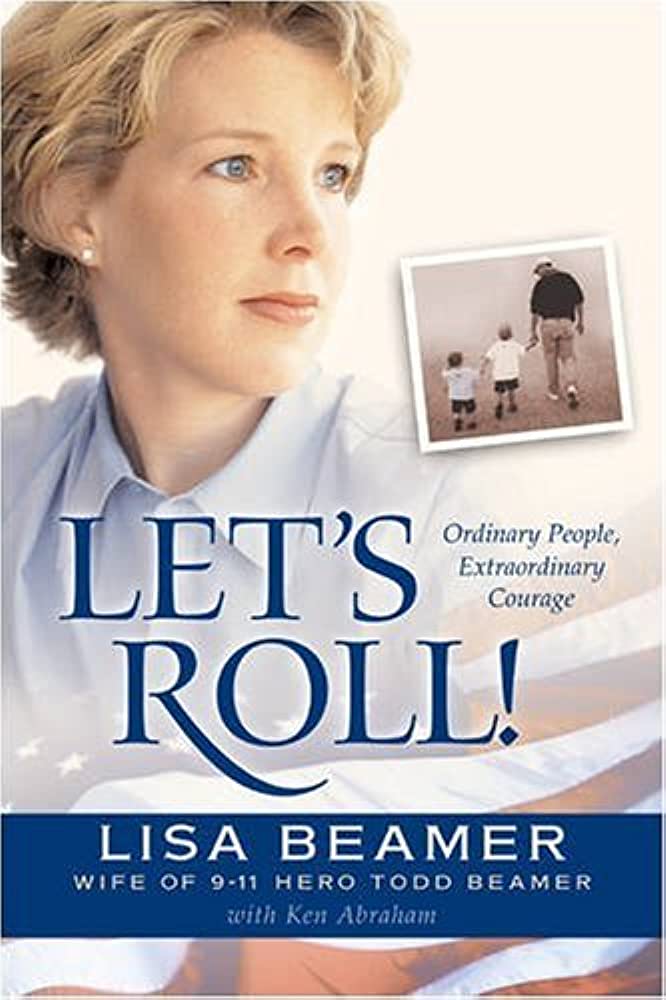 LET'S
ROLL!
Ordinary People,
Extraordinary
Courage
LISA BEAMER
WIFE OF 9-11 HERO TODD BEAMER
with Ken Abraham